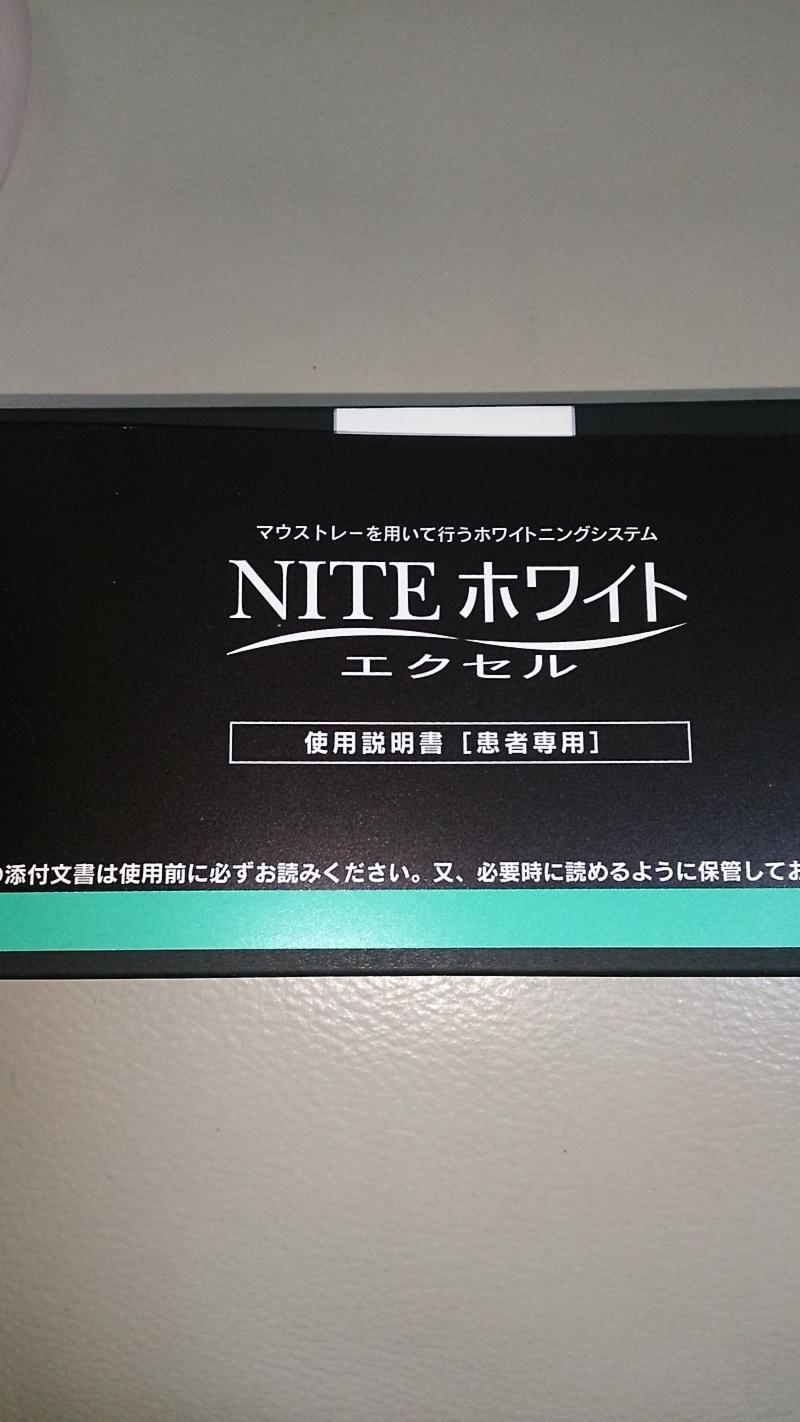 マウストレーを用いて行うホワイトニングシステム
NITE ホワイト
エクセル
使用説明書［患者専用］
添付文書は使用前に必ずお読みください。又、必要時に読めるように保管して